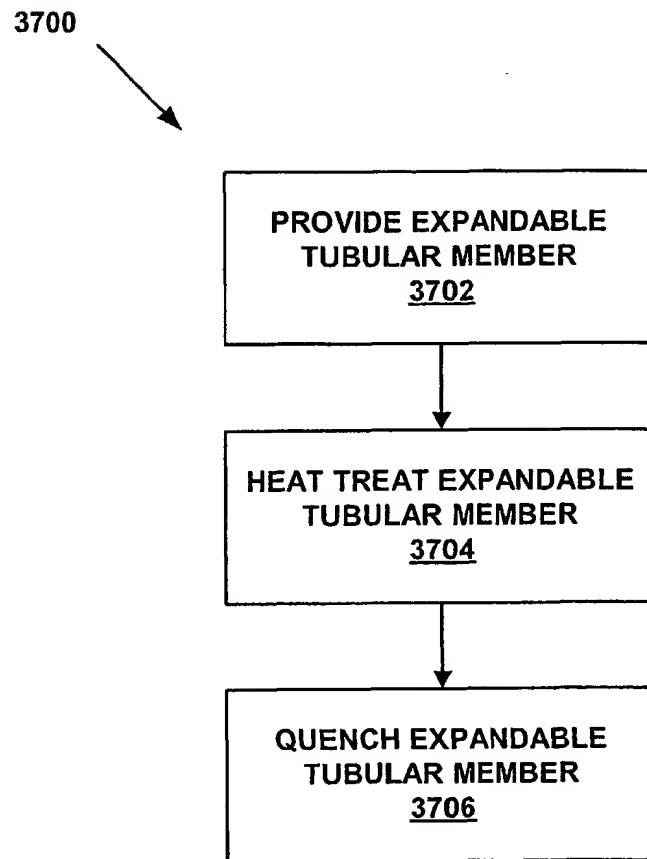 3700
PROVIDE EXPANDABLE
TUBULAR MEMBER
3702
HEAT TREAT EXPANDABLE
TUBULAR MEMBER
3704
QUENCH EXPANDABLE
TUBULAR MEMBER
3706